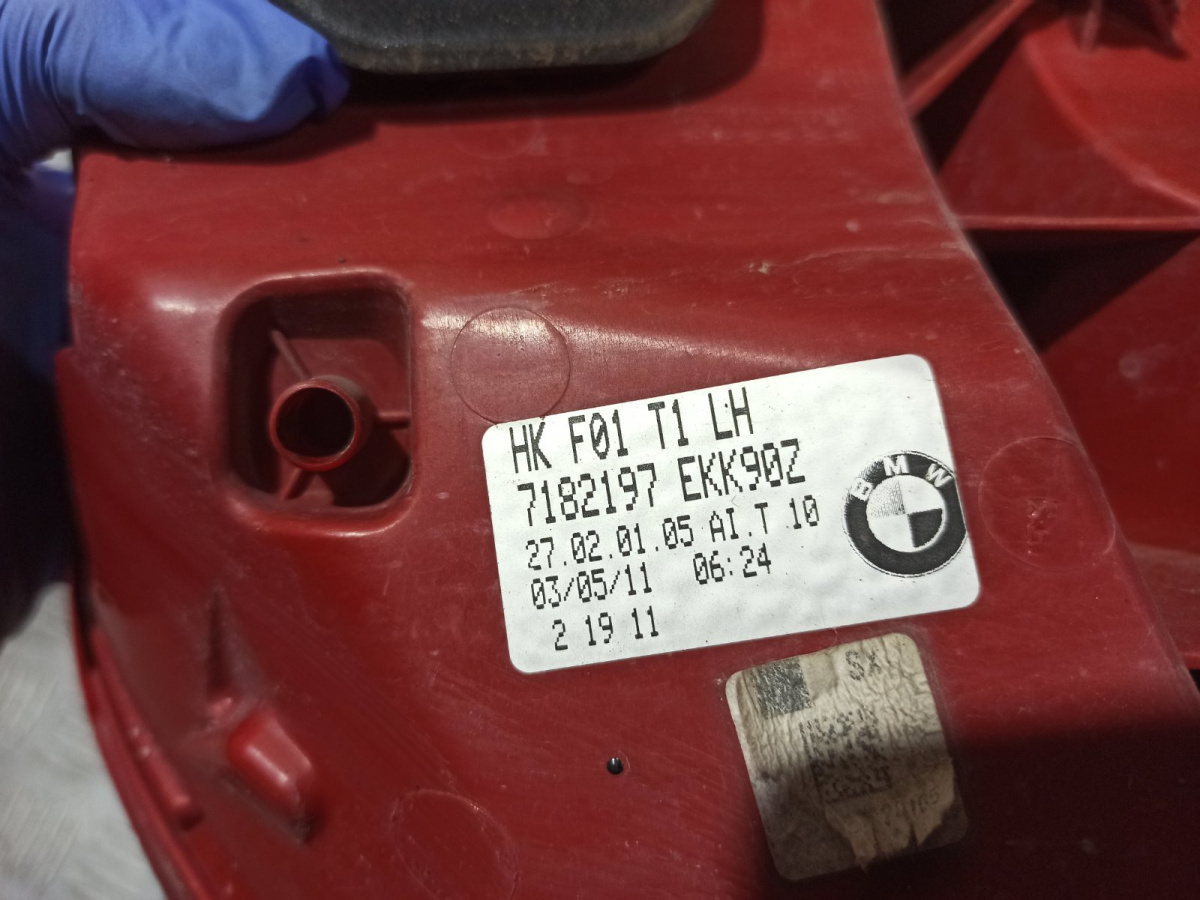 HK F01 T1 LH
7182197 EKK90Z
27.02.01.05 AI.T 10
03/05/11 06:24
2 19 11
BMW